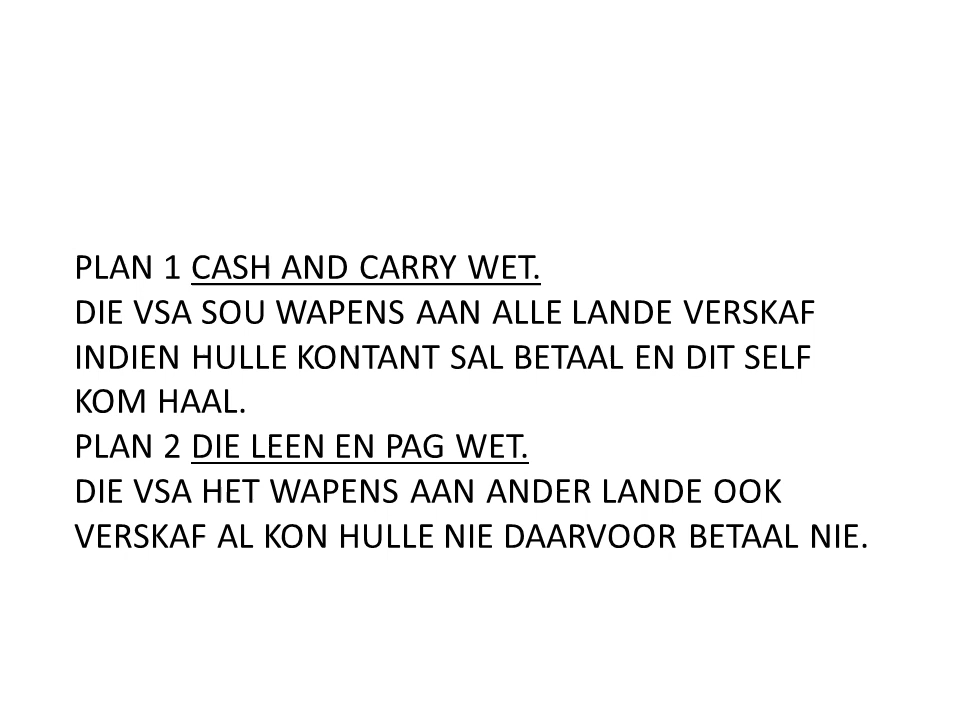 PLAN 1 CASH AND CARRY WET.
DIE VSA SOU WAPENS AAN ALLE LANDE VERSKAF
INDIEN HULLE KONTANT SAL BETAAL EN DIT SELF
KOM HAAL.
PLAN 2 DIE LEEN EN PAG WET.
DIE VSA HET WAPENS AAN ANDER LANDE OOK
VERSKAF AL KON HULLE NIE DAARVOOR BETAAL NIE.